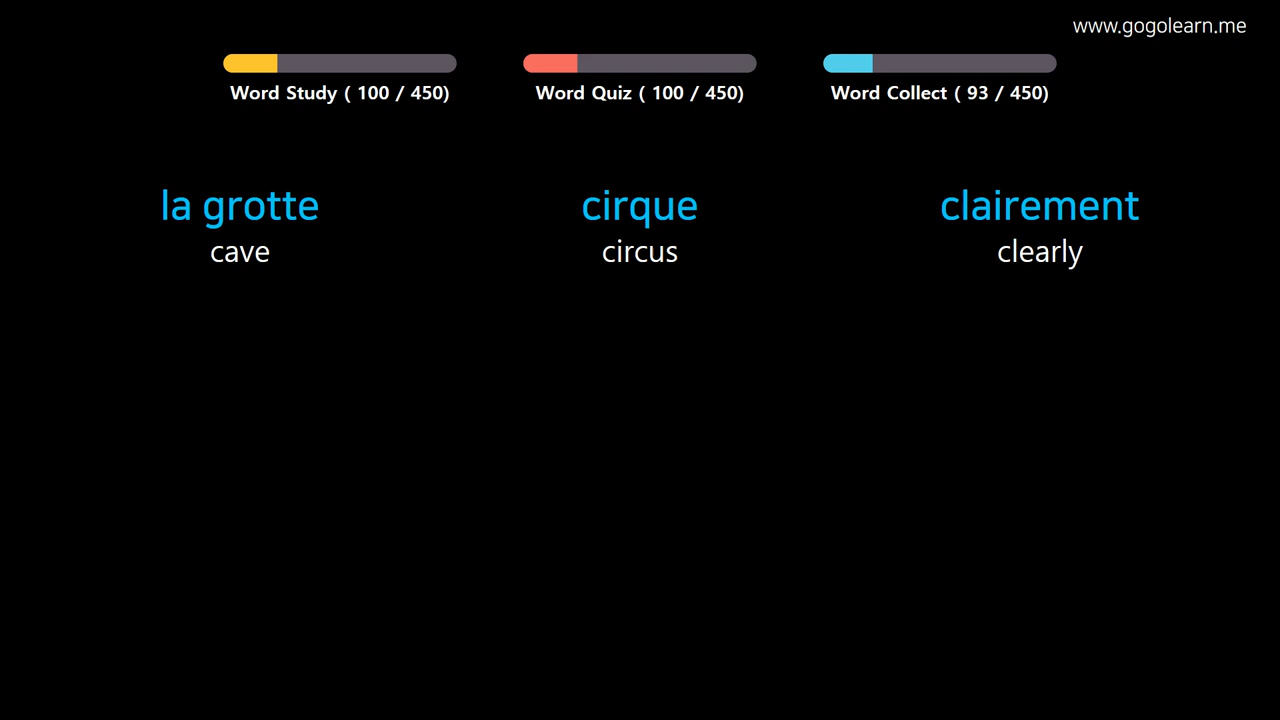 www.gogolearn.me
Word Study ( 100 / 450)
Word Quiz ( 100 / 450)
Word Collect ( 93 / 450)
la grotte
cave
cirque
circus
clairement
clearly